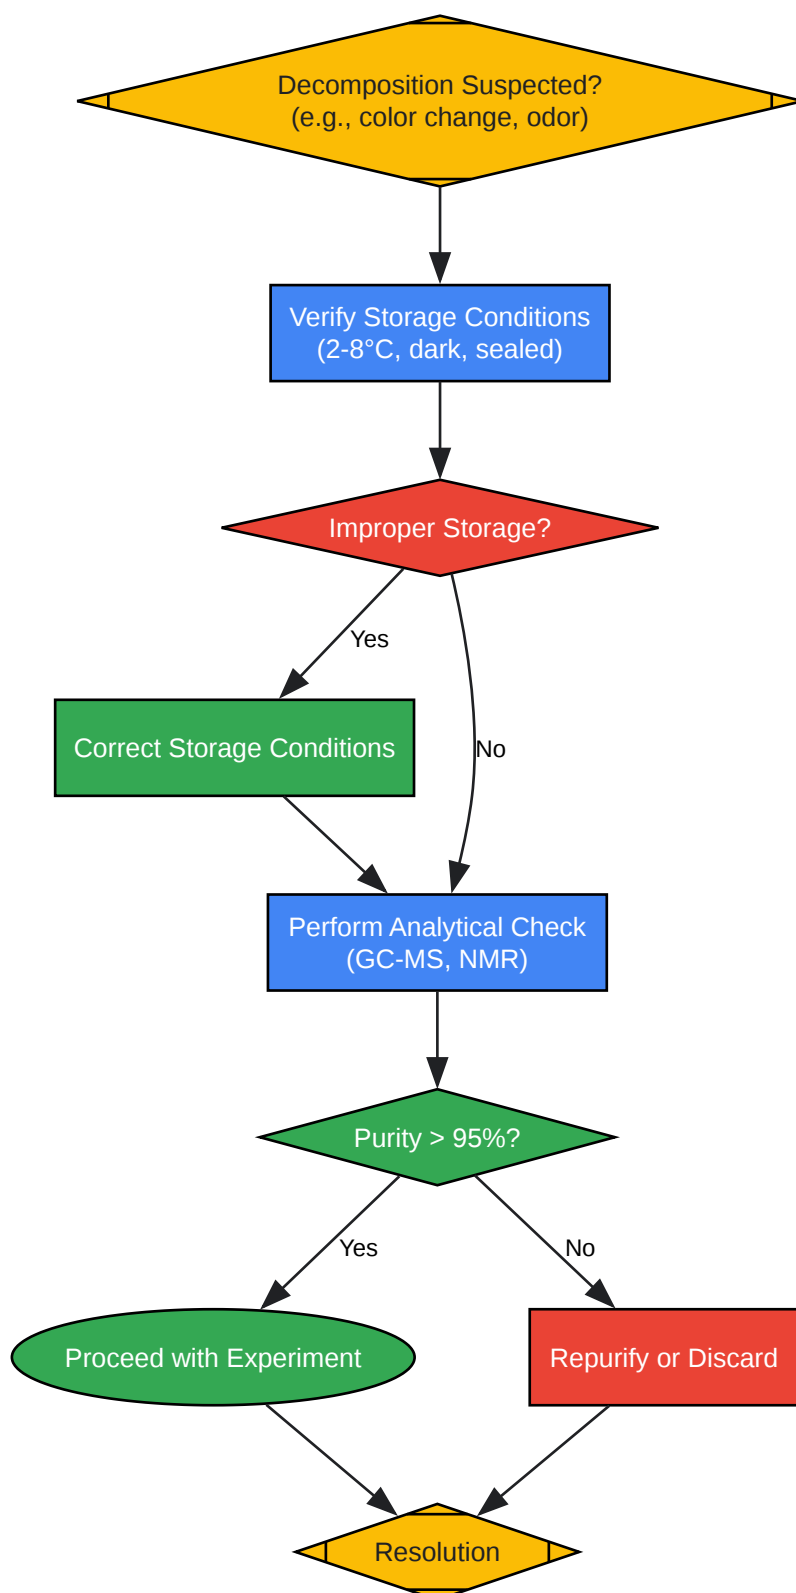 Decomposition Suspected?
(e.g., color change, odor)
Verify Storage Conditions
(2-8°C, dark, sealed)
Improper Storage?
Yes
No
Correct Storage Conditions
Perform Analytical Check
(GC-MS, NMR)
Purity > 95%?
Yes
No
Proceed with Experiment
Repurify or Discard
Resolution